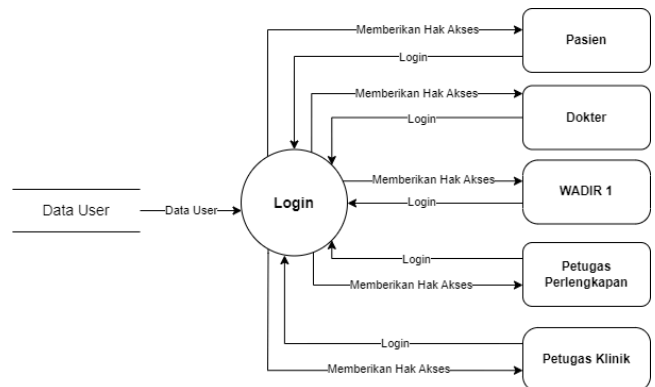 Memberikan Hak Akses
Pasien
Login
Memberikan Hak Akses
Dokter
Login
Memberikan Hak Akses
WADIR 1
Login
Login
Data User
Data User
Login
Petugas
Perlengkapan
Memberikan Hak Akses
Login
Petugas Klinik
Memberikan Hak Akses